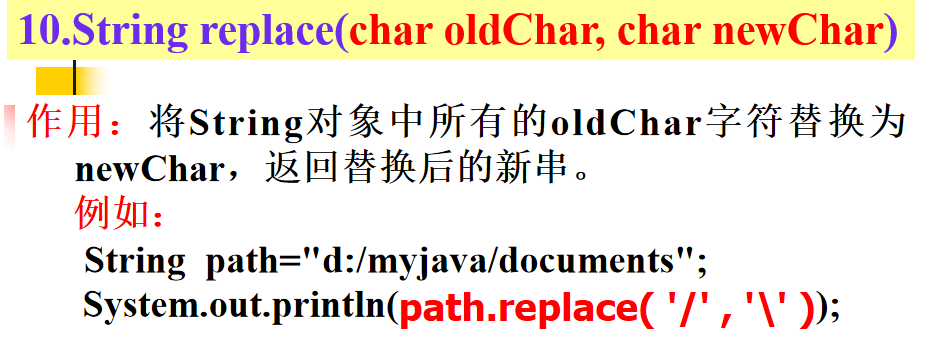 10.String replace(char oldChar, char newChar)
作用：将String对象中所有的oldChar字符替换为
newChar，返回替换后的新串。
例如：
String path="d:/myjava/documents";
System.out.println(path.replace( '/' , '\' ));